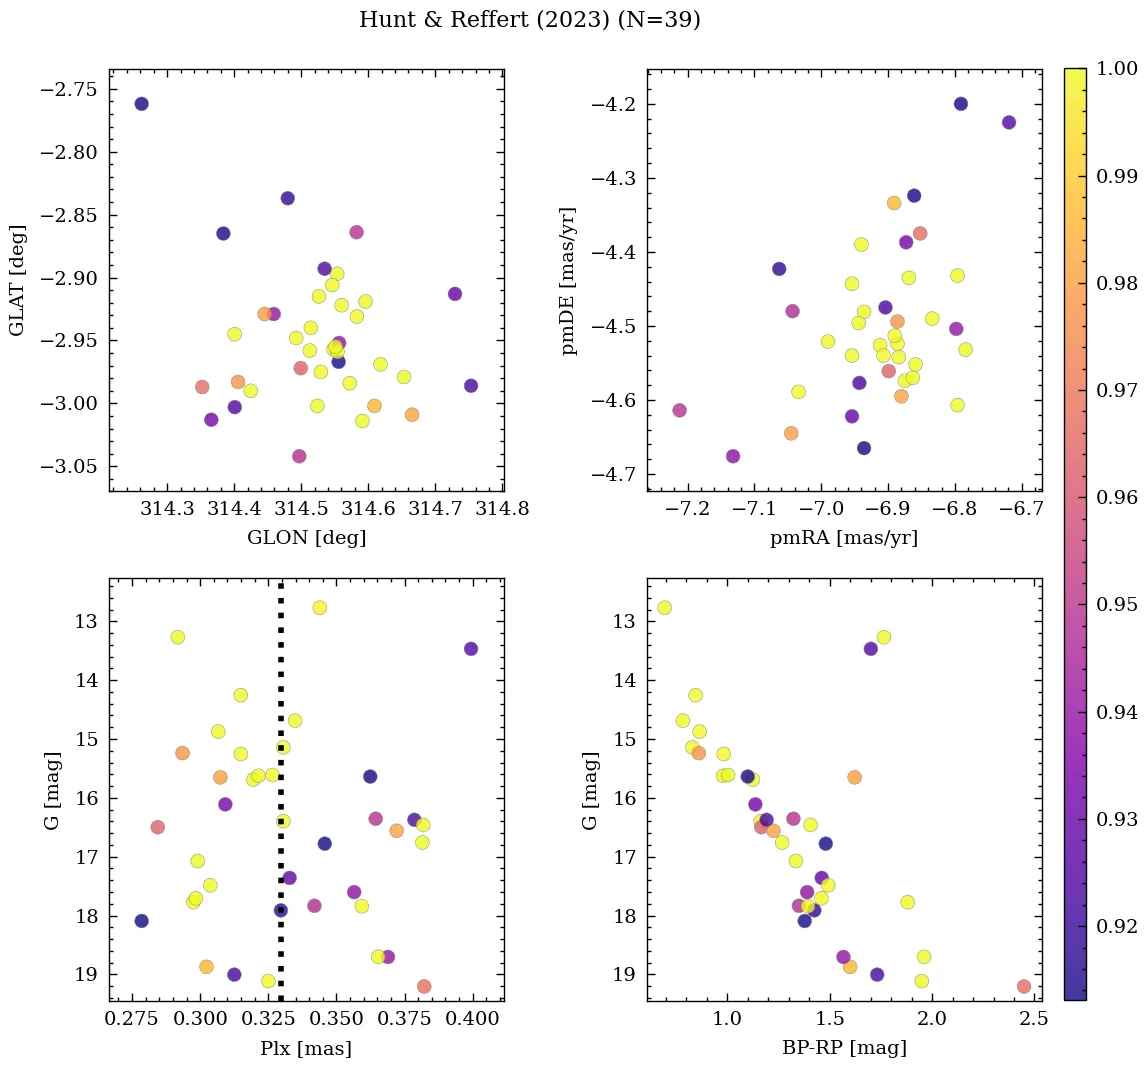 Hunt & Reffert (2023) (N=39)
−2.75
−2.80
−2.85
−2.90
−2.95
−3.00
−3.05
GLAT [deg]
314.3 314.4 314.5 314.6 314.7 314.8
GLON [deg]
−4.2
−4.3
−4.4
−4.5
−4.6
−4.7
pmDE [mas/yr]
−7.2 −7.1 −7.0 −6.9 −6.8 −6.7
pmRA [mas/yr]
13
14
15
16
17
18
19
G [mag]
0.275 0.300 0.325 0.350 0.375 0.400
Plx [mas]
13
14
15
16
17
18
19
G [mag]
1.0 1.5 2.0 2.5
BP-RP [mag]
1.00
0.99
0.98
0.97
0.96
0.95
0.94
0.93
0.92